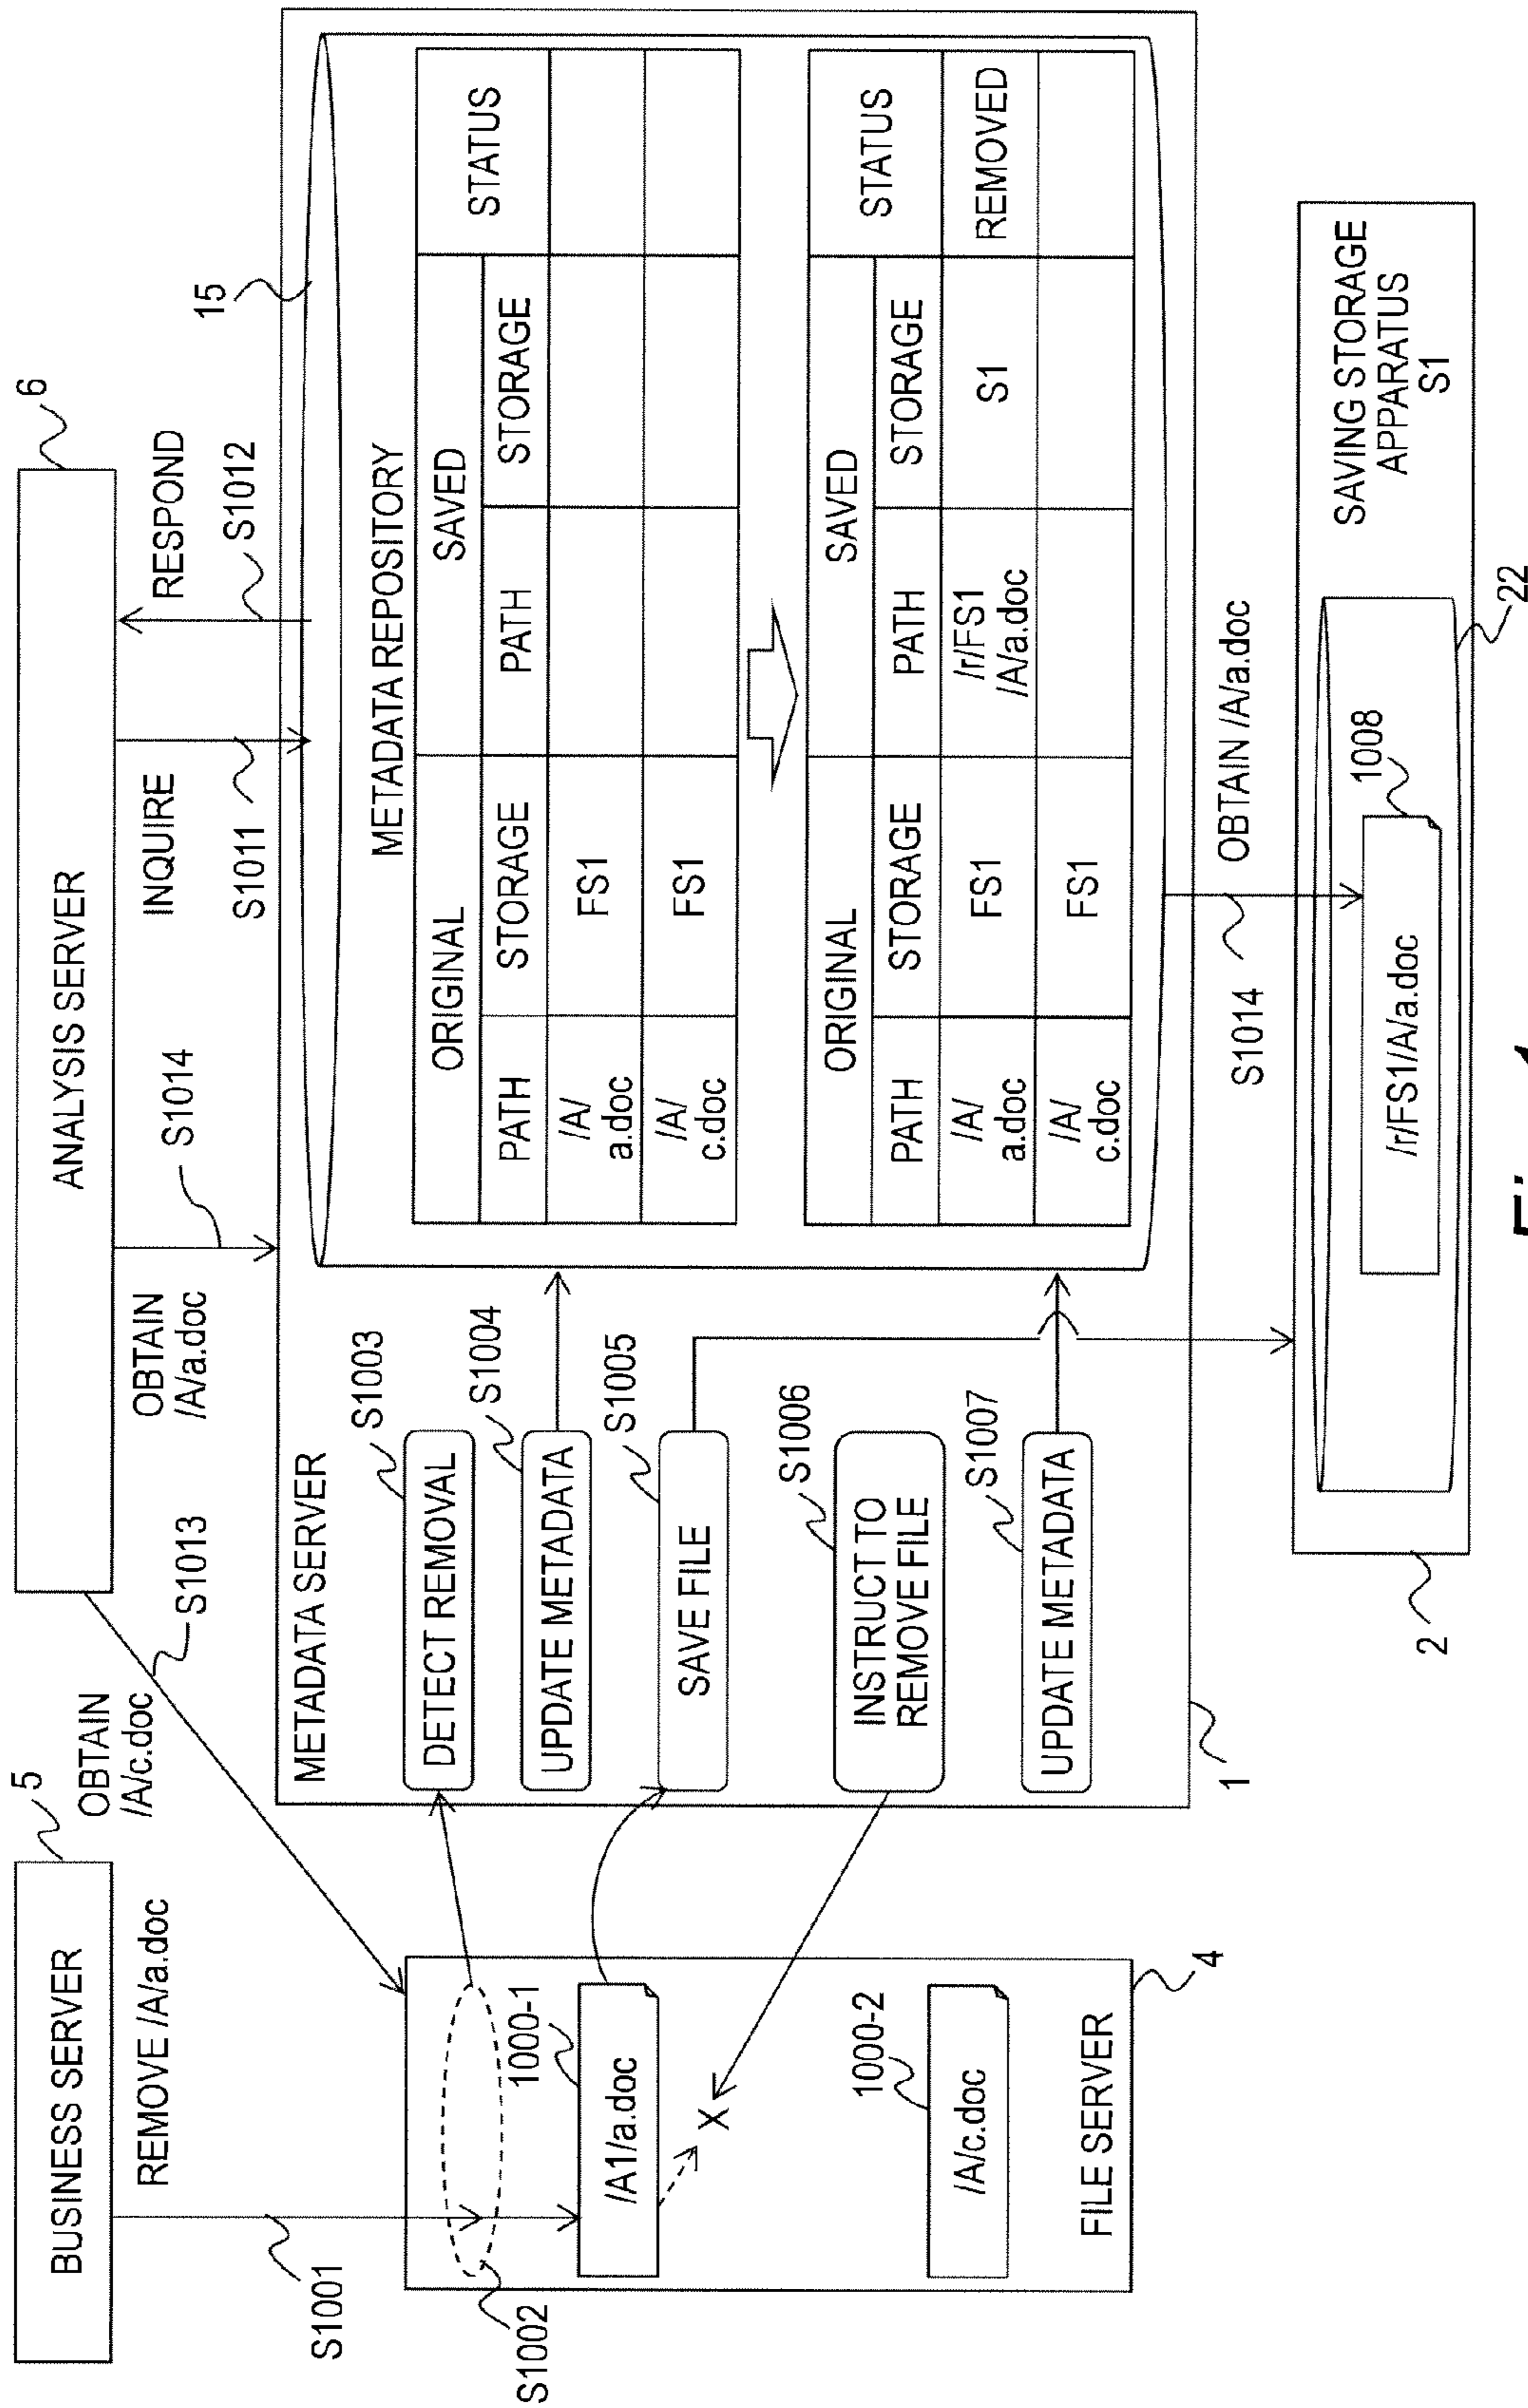 BUSINESS SERVER
5
REMOVE /A/a.doc
S1001
S1002
OBTAIN
/A/c.doc
S1013
ANALYSIS SERVER
6
OBTAIN
/A/a.doc
S1014
INQUIRE
S1011
RESPOND
S1012
15
1000-1
/A1/a.doc
X
1000-2
/A/c.doc
FILE SERVER
4
METADATA SERVER
DETECT REMOVAL
S1003
UPDATE METADATA
S1004
SAVE FILE
S1005
INSTRUCT TO
REMOVE FILE
S1006
UPDATE METADATA
S1007
1
METADATA REPOSITORY
ORIGINAL SAVED STATUS
PATH STORAGE PATH STORAGE
/A/
a.doc FS1
/A/
c.doc FS1
ORIGINAL SAVED STATUS
PATH STORAGE PATH STORAGE
/A/ /r/FS1
a.doc FS1 /A/a.doc S1 REMOVED
/A/
c.doc FS1
S1014
OBTAIN /A/a.doc
2
/r/FS1/A/a.doc
1008
22
SAVING STORAGE
APPARATUS
S1